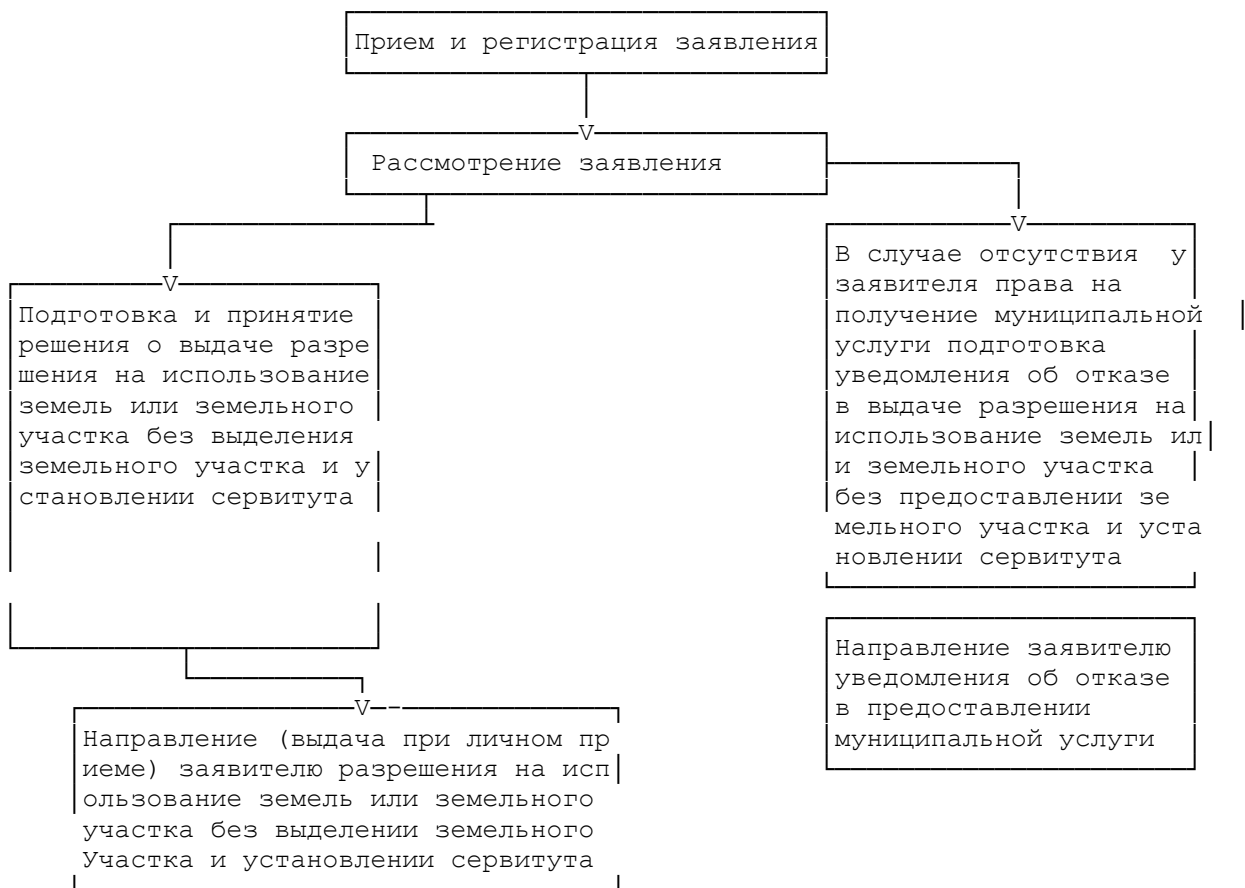 Прием и регистрация заявления
Рассмотрение заявления
Подготовка и принятие
решения о выдаче разре
шения на использование
земель или земельного
участка без выделения
земельного участка и у
становлении сервитута
В случае отсутствия у
заявителя права на
получение муниципальной
услуги подготовка
уведомления об отказе
в выдаче разрешения на
использование земель ил
и земельного участка
без предоставлении зе
мельного участка и уста
новлении сервитута
Направление (выдача при личном пр
иеме) заявителю разрешения на исп
ользование земель или земельного
участка без выделении земельного
Участка и установлении сервитута
Направление заявителю
уведомления об отказе
в предоставлении
муниципальной услуги